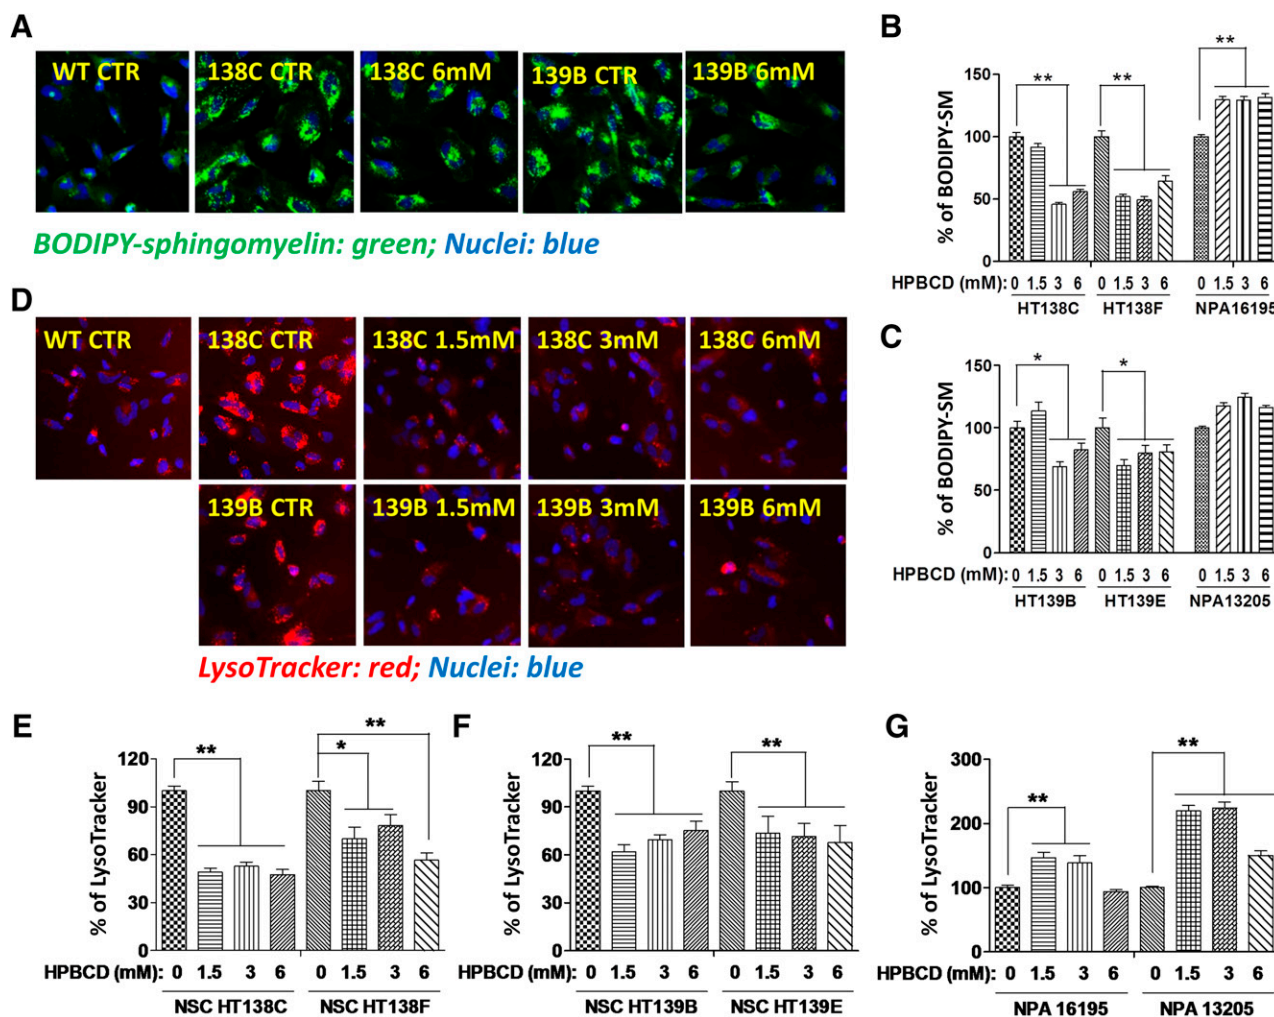 A
WT CTR
138C CTR
138C 6mM
139B CTR
139B 6mM
BODIPY-sphingomyelin: green; Nuclei: blue
B
% of BODIPY-SM
150
100
50
0
**
**
**
HPBCD (mM): 0 1.5 3 6 0 1.5 3 6 0 1.5 3 6
HT138C HT138F NPA16195
C
% of BODIPY-SM
150
100
50
0
*
*
HPBCD (mM): 0 1.5 3 6 0 1.5 3 6 0 1.5 3 6
HT139B HT139E NPA13205
D
WT CTR
138C CTR
138C 1.5mM
138C 3mM
138C 6mM
139B CTR
139B 1.5mM
139B 3mM
139B 6mM
LysoTracker: red; Nuclei: blue
E
% of LysoTracker
120
90
60
30
0
**
*
**
HPBCD (mM): 0 1.5 3 6 0 1.5 3 6
NSC HT138C NSC HT138F
F
% of LysoTracker
120
90
60
30
0
**
**
HPBCD (mM): 0 1.5 3 6 0 1.5 3 6
NSC HT139B NSC HT139E
G
% of LysoTracker
300
200
100
0
**
**
HPBCD (mM): 0 1.5 3 6 0 1.5 3 6
NPA 16195 NPA 13205